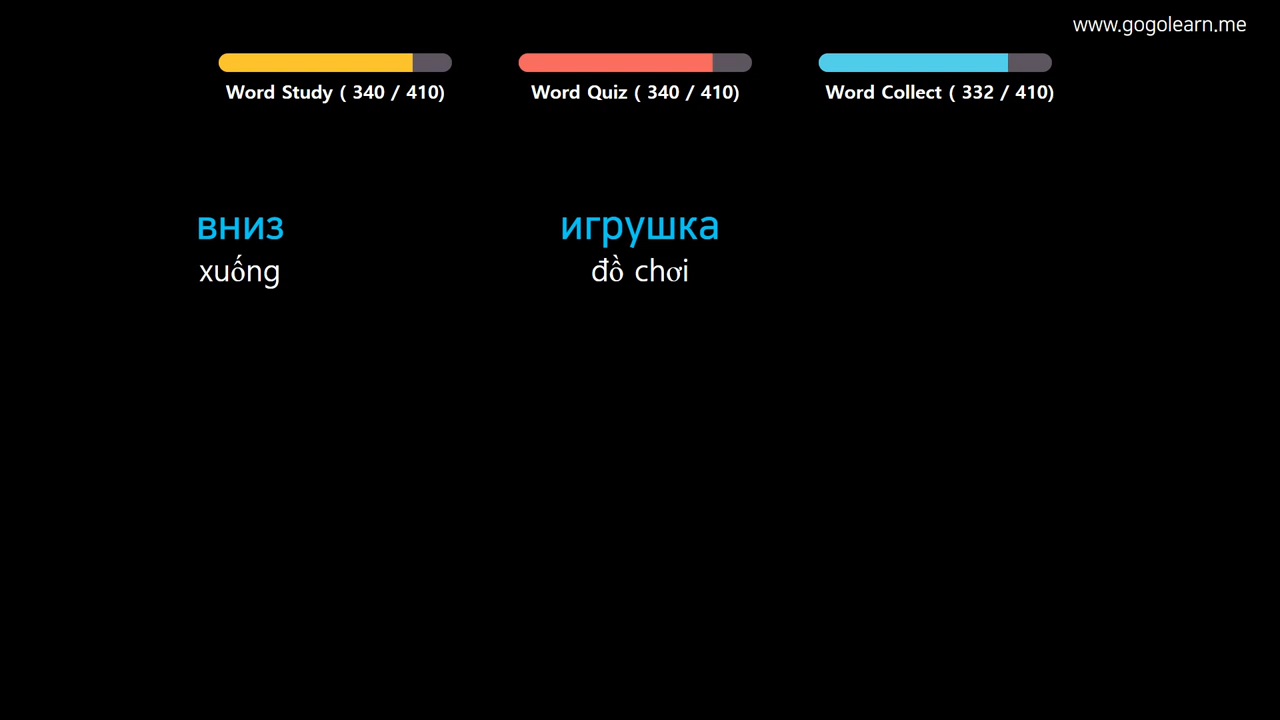 www.gogolearn.me
Word Study ( 340 / 410)
Word Quiz ( 340 / 410)
Word Collect ( 332 / 410)
вниз
xuống
игрушка
đồ chơi